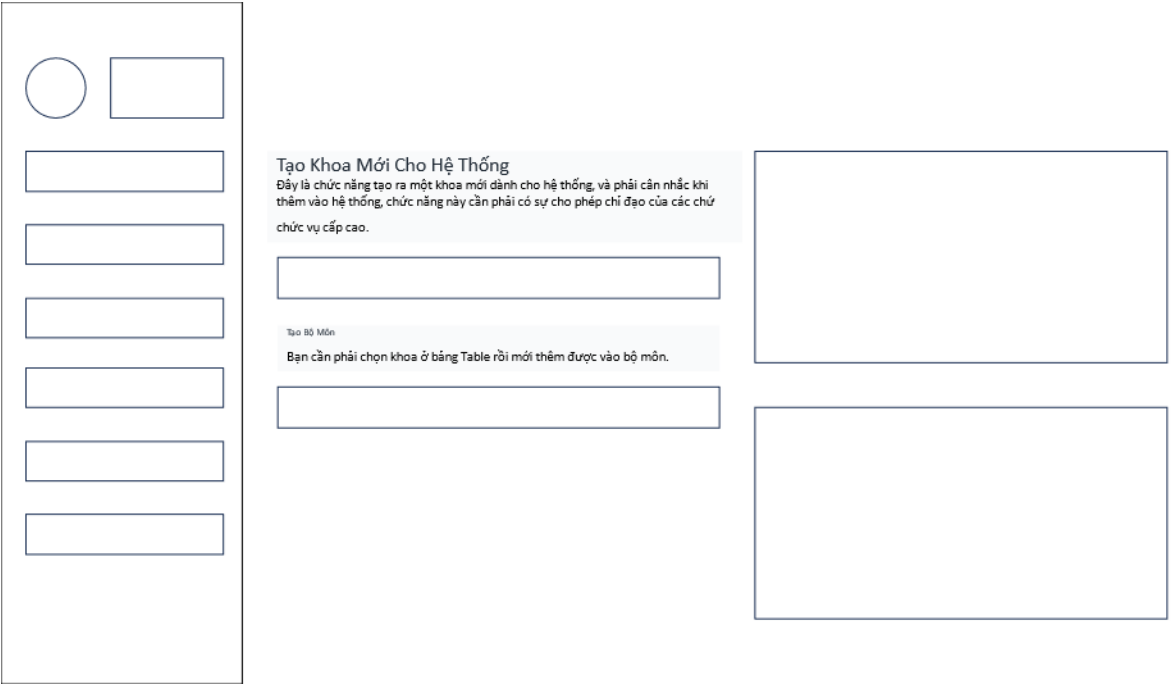 Tạo Khoa Mới Cho Hệ Thống
Đây là chức năng tạo ra một khoa mới dành cho hệ thống, và phải cân nhắc khi
thêm vào hệ thống, chức năng này cần phải có sự cho phép chỉ đạo của các chứ
chức vụ cấp cao.
Tạo Bộ Môn
Bạn cần phải chọn khoa ở bảng Table rồi mới thêm được vào bộ môn.